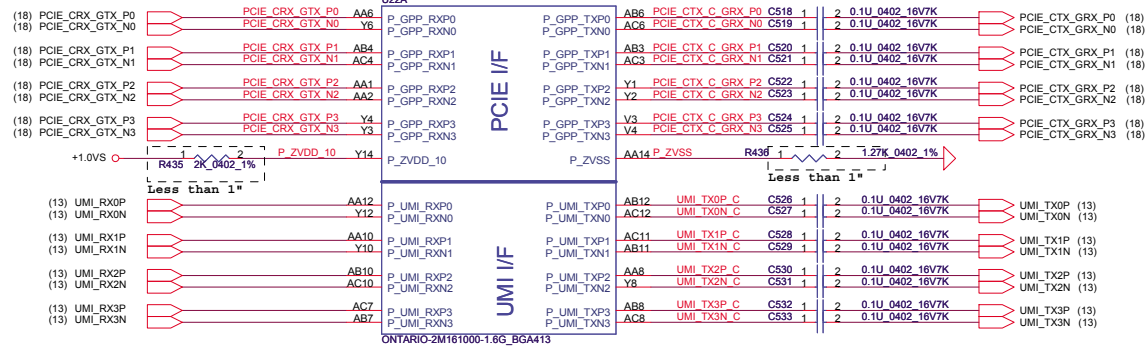 U22A
(18) PCIE_CRX_GTX_P0 PCIE_CRX_GTX_P0 AA6 P_GPP_RXP0 P_GPP_TXP0 AB6 PCIE_CTX_C_GRX_P0 C518 1 2 0.1U_0402_16V7K PCIE_CTX_GRX_P0 (18)
(18) PCIE_CRX_GTX_N0 PCIE_CRX_GTX_N0 Y6 P_GPP_RXN0 P_GPP_TXN0 AC6 PCIE_CTX_C_GRX_N0 C519 1 2 0.1U_0402_16V7K PCIE_CTX_GRX_N0 (18)
(18) PCIE_CRX_GTX_P1 PCIE_CRX_GTX_P1 AB4 P_GPP_RXP1 P_GPP_TXP1 AB3 PCIE_CTX_C_GRX_P1 C520 1 2 0.1U_0402_16V7K PCIE_CTX_GRX_P1 (18)
(18) PCIE_CRX_GTX_N1 PCIE_CRX_GTX_N1 AC4 P_GPP_RXN1 P_GPP_TXN1 AC3 PCIE_CTX_C_GRX_N1 C521 1 2 0.1U_0402_16V7K PCIE_CTX_GRX_N1 (18)
PCIE I/F
(18) PCIE_CRX_GTX_P2 PCIE_CRX_GTX_P2 AA1 P_GPP_RXP2 P_GPP_TXP2 Y1 PCIE_CTX_C_GRX_P2 C522 1 2 0.1U_0402_16V7K PCIE_CTX_GRX_P2 (18)
(18) PCIE_CRX_GTX_N2 PCIE_CRX_GTX_N2 AA2 P_GPP_RXN2 P_GPP_TXN2 Y2 PCIE_CTX_C_GRX_N2 C523 1 2 0.1U_0402_16V7K PCIE_CTX_GRX_N2 (18)
(18) PCIE_CRX_GTX_P3 PCIE_CRX_GTX_P3 Y4 P_GPP_RXP3 P_GPP_TXP3 V3 PCIE_CTX_C_GRX_P3 C524 1 2 0.1U_0402_16V7K PCIE_CTX_GRX_P3 (18)
(18) PCIE_CRX_GTX_N3 PCIE_CRX_GTX_N3 Y3 P_GPP_RXN3 P_GPP_TXN3 V4 PCIE_CTX_C_GRX_N3 C525 1 2 0.1U_0402_16V7K PCIE_CTX_GRX_N3 (18)
+1.0VS R435 1 2 2K_0402_1% P_ZVDD_10 Y14 P_ZVDD_10 P_ZVSS AA14 P_ZVSS R436 1 2 1.27K_0402_1%
Less than 1" Less than 1"
(13) UMI_RX0P AA12 P_UMI_RXP0 P_UMI_TXP0 AB12 UMI_TX0P_C C526 1 2 0.1U_0402_16V7K UMI_TX0P (13)
(13) UMI_RX0N Y12 P_UMI_RXN0 P_UMI_TXN0 AC12 UMI_TX0N_C C527 1 2 0.1U_0402_16V7K UMI_TX0N (13)
(13) UMI_RX1P AA10 P_UMI_RXP1 P_UMI_TXP1 AC11 UMI_TX1P_C C528 1 2 0.1U_0402_16V7K UMI_TX1P (13)
(13) UMI_RX1N Y10 P_UMI_RXN1 P_UMI_TXN1 AB11 UMI_TX1N_C C529 1 2 0.1U_0402_16V7K UMI_TX1N (13)
UMI I/F
(13) UMI_RX2P AB10 P_UMI_RXP2 P_UMI_TXP2 AA8 UMI_TX2P_C C530 1 2 0.1U_0402_16V7K UMI_TX2P (13)
(13) UMI_RX2N AC10 P_UMI_RXN2 P_UMI_TXN2 Y8 UMI_TX2N_C C531 1 2 0.1U_0402_16V7K UMI_TX2N (13)
(13) UMI_RX3P AC7 P_UMI_RXP3 P_UMI_TXP3 AB8 UMI_TX3P_C C532 1 2 0.1U_0402_16V7K UMI_TX3P (13)
(13) UMI_RX3N AB7 P_UMI_RXN3 P_UMI_TXN3 AC8 UMI_TX3N_C C533 1 2 0.1U_0402_16V7K UMI_TX3N (13)
ONTARIO-2M161000-1.6G_BGA413